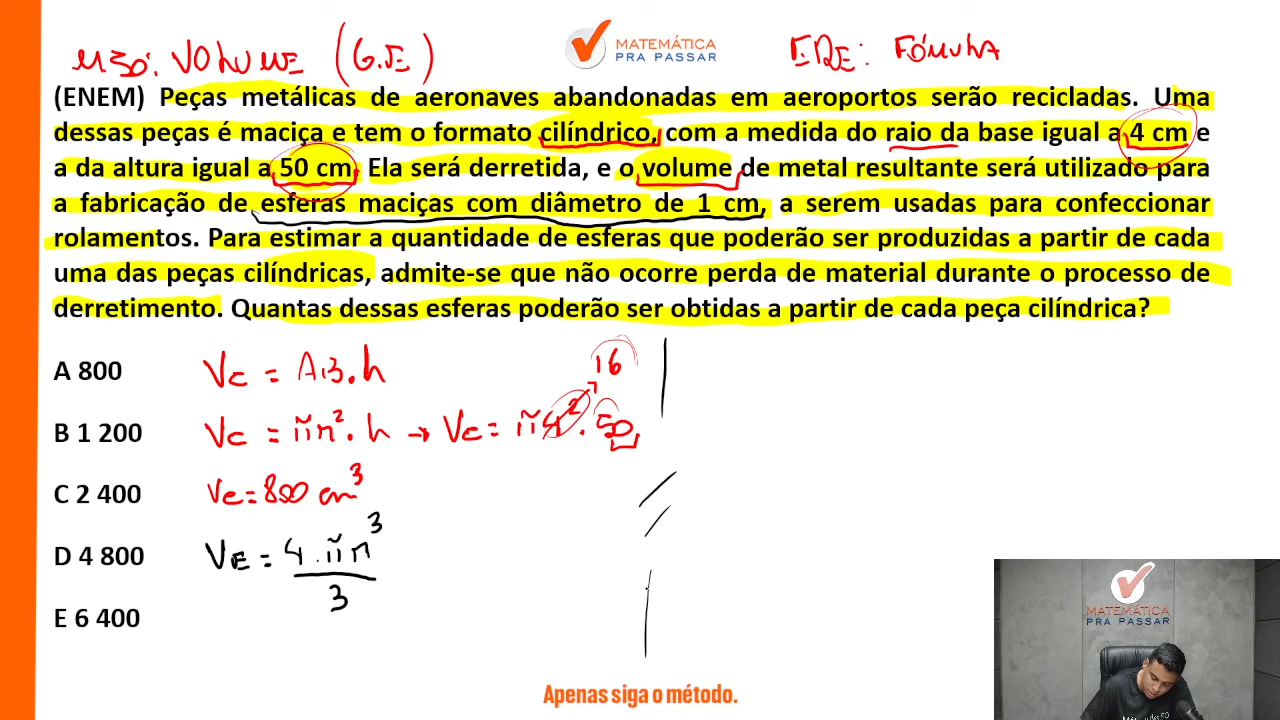 MSO: VOLUME (G.E)
MATEMÁTICA
PRA PASSAR
EQE: FÓRMULA
(ENEM) Peças metálicas de aeronaves abandonadas em aeroportos serão recicladas. Uma
dessas peças é maciça e tem o formato cilíndrico, com a medida do raio da base igual a 4 cm e
a da altura igual a 50 cm. Ela será derretida, e o volume de metal resultante será utilizado para
a fabricação de esferas maciças com diâmetro de 1 cm, a serem usadas para confeccionar
rolamentos. Para estimar a quantidade de esferas que poderão ser produzidas a partir de cada
uma das peças cilíndricas, admite-se que não ocorre perda de material durante o processo de
derretimento. Quantas dessas esferas poderão ser obtidas a partir de cada peça cilíndrica?
A 800
Vc = AB.h
16
B 1 200
Vc = πr².h → Vc = π4².50
C 2 400
Vc = 800 cm³
D 4 800
VE = 4.πr³
3
E 6 400
MATEMÁTICA
PRA PASSAR
Apenas siga o método.